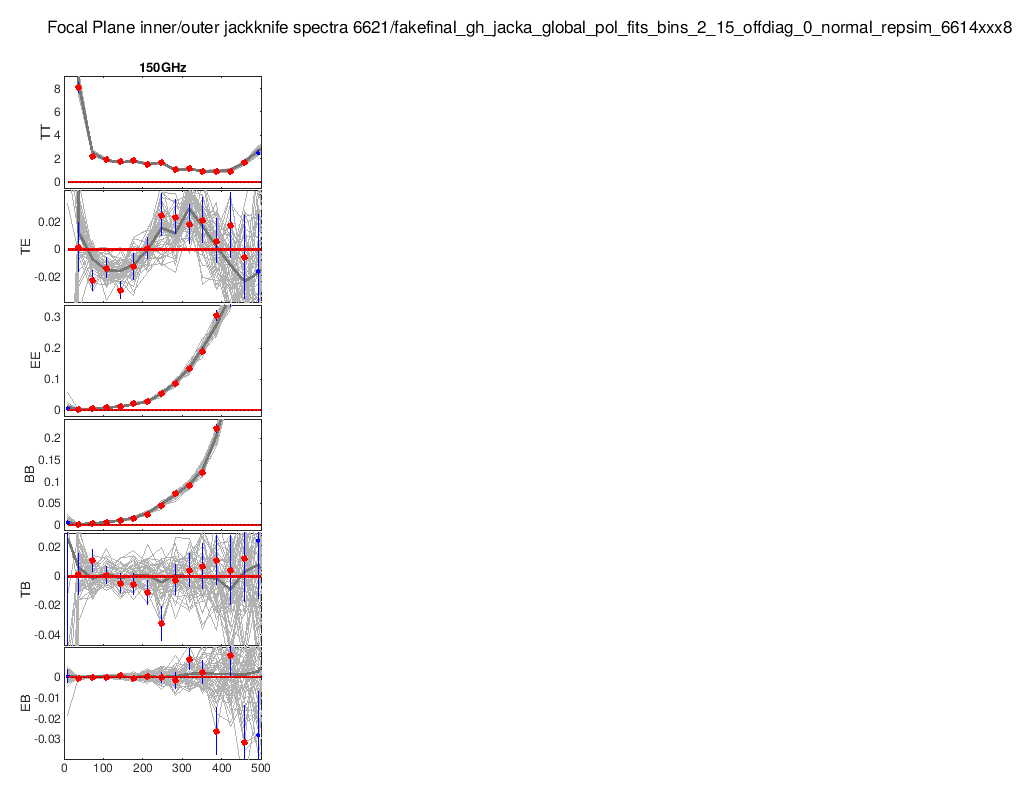 Focal Plane inner/outer jackknife spectra 6621/fakefinal_gh_jacka_global_pol_fits_bins_2_15_offdiag_0_normal_repsim_6614xxx8
150GHz
8
6
4
2
0
TT
0.02
0
-0.02
TE
0.3
0.2
0.1
0
EE
0.2
0.15
0.1
0.05
0
BB
0.02
0
-0.02
-0.04
TB
0
-0.01
-0.02
-0.03
EB
0 100 200 300 400 500